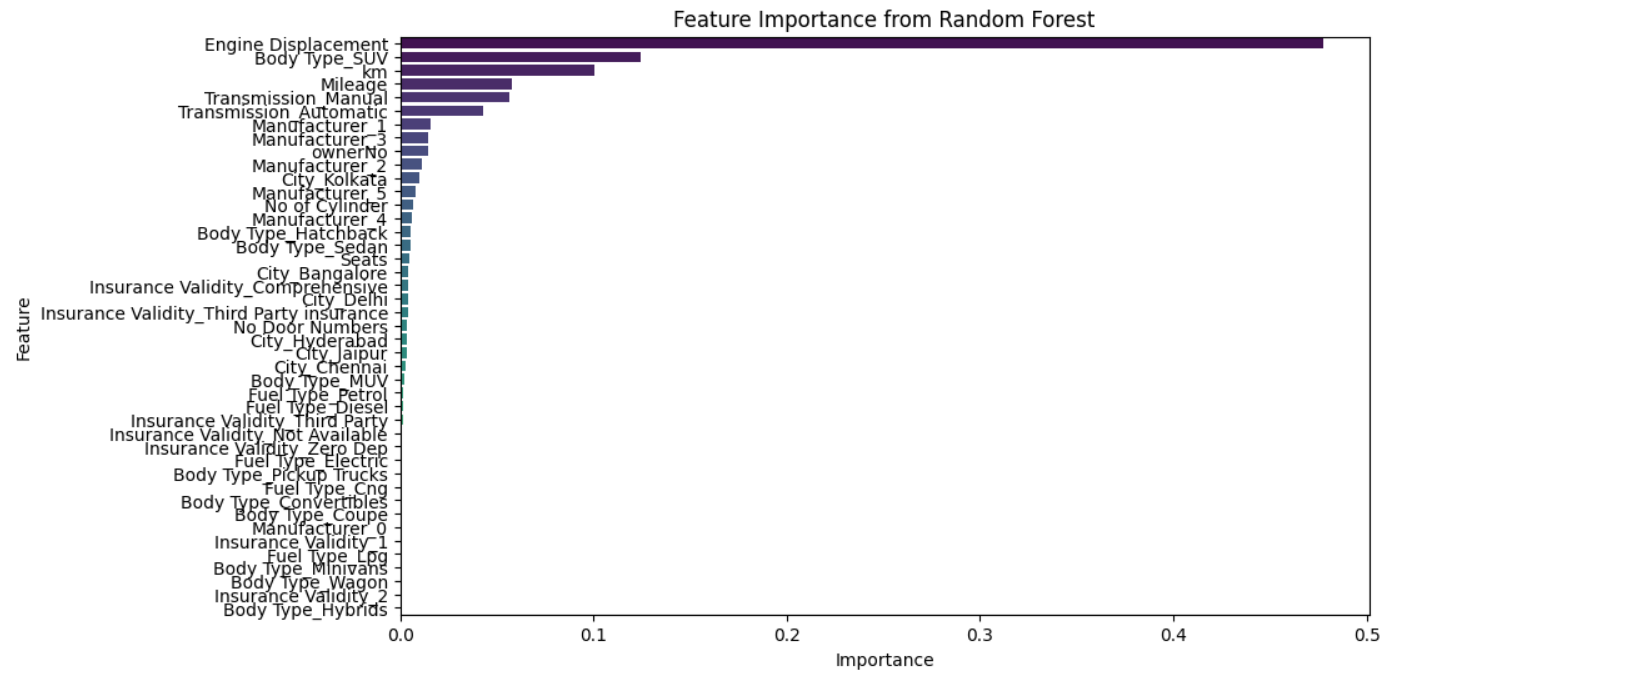 Feature Importance from Random Forest
Engine Displacement
Body Type_SUV
km
Mileage
Transmission_Manual
Transmission_Automatic
Manufacturer_1
Manufacturer_3
ownerNo
Manufacturer_2
City_Kolkata
Manufacturer_5
No of Cylinder
Manufacturer_4
Body Type_Hatchback
Body Type_Sedan
Seats
City_Bangalore
Insurance Validity_Comprehensive
City_Delhi
Insurance Validity_Third Party insurance
No Door Numbers
City_Hyderabad
City_Jaipur
City_Chennai
Body Type_MUV
Fuel Type_Petrol
Fuel Type_Diesel
Insurance Validity_Third Party
Insurance Validity_Not Available
Insurance Validity_Zero Dep
Fuel Type_Electric
Body Type_Pickup Trucks
Fuel Type_Cng
Body Type_Convertibles
Body Type_Coupe
Manufacturer_0
Insurance Validity_1
Fuel Type_Lpg
Body Type_Minivans
Body Type_Wagon
Insurance Validity_2
Body Type_Hybrids
Feature
0.0 0.1 0.2 0.3 0.4 0.5
Importance